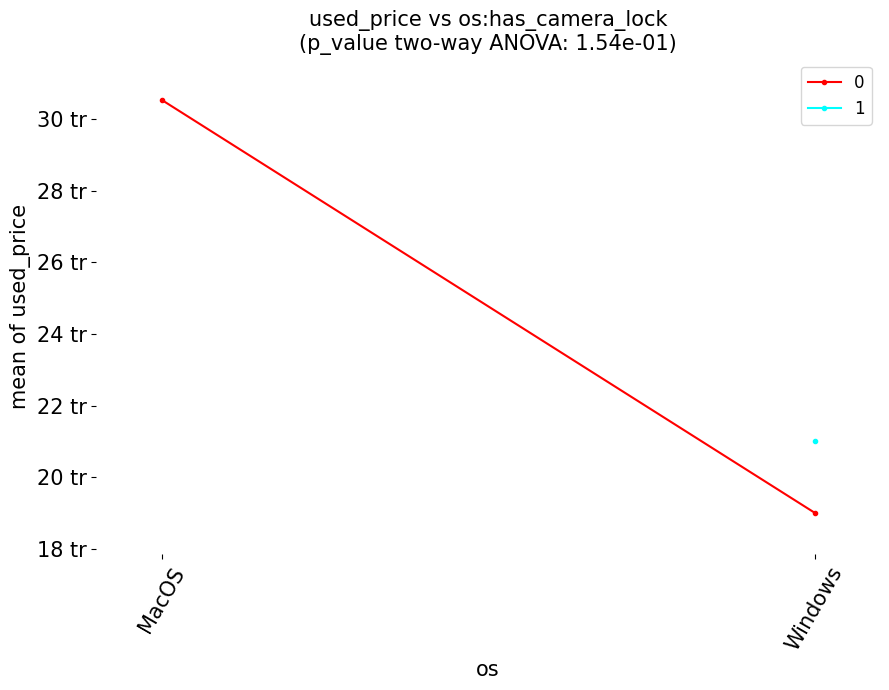 used_price vs os:has_camera_lock
(p_value two-way ANOVA: 1.54e-01)
0
1
30 tr
28 tr
26 tr
24 tr
22 tr
20 tr
18 tr
mean of used_price
MacOS
Windows
os